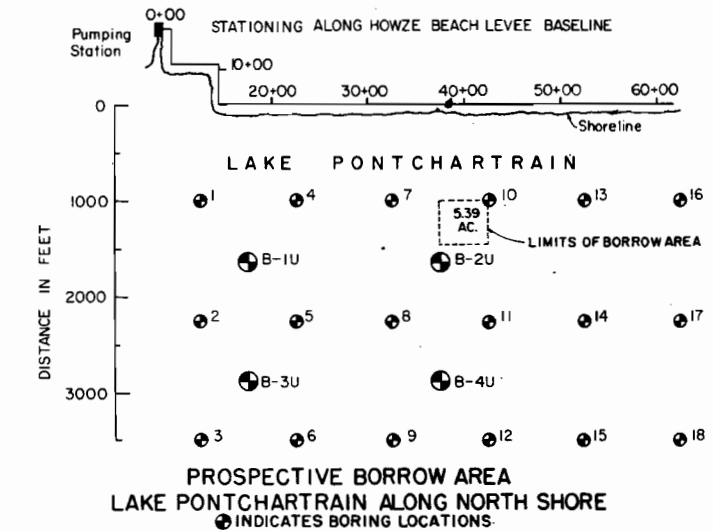 0+00
STATIONING ALONG HOWZE BEACH LEVEE BASELINE
Pumping
Station
10+00
20+00 30+00 40+00 50+00 60+00
0
Shoreline
LAKE PONTCHARTRAIN
1000
1 4 7 10 13 16
5.39
AC.
LIMITS OF BORROW AREA
B-1U B-2U
2000
2 5 8 11 14 17
DISTANCE IN FEET
B-3U B-4U
3000
3 6 9 12 15 18
PROSPECTIVE BORROW AREA
LAKE PONTCHARTRAIN ALONG NORTH SHORE
INDICATES BORING LOCATIONS